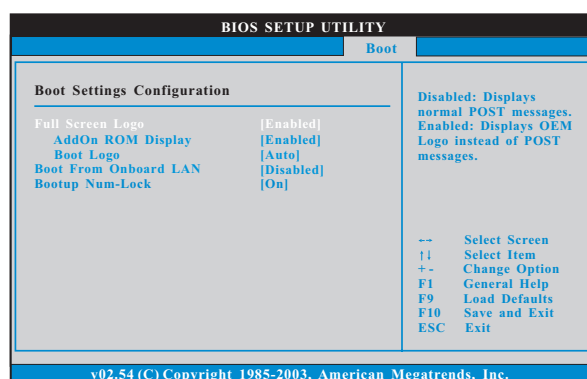 BIOS SETUP UTILITY
Boot
Boot Settings Configuration
Full Screen Logo [Enabled]
AddOn ROM Display [Enabled]
Boot Logo [Auto]
Boot From Onboard LAN [Disabled]
Bootup Num-Lock [On]
Disabled: Displays
normal POST messages.
Enabled: Displays OEM
Logo instead of POST
messages.
←→ Select Screen
↑↓ Select Item
+- Change Option
F1 General Help
F9 Load Defaults
F10 Save and Exit
ESC Exit
v02.54 (C) Copyright 1985-2003, American Megatrends, Inc.